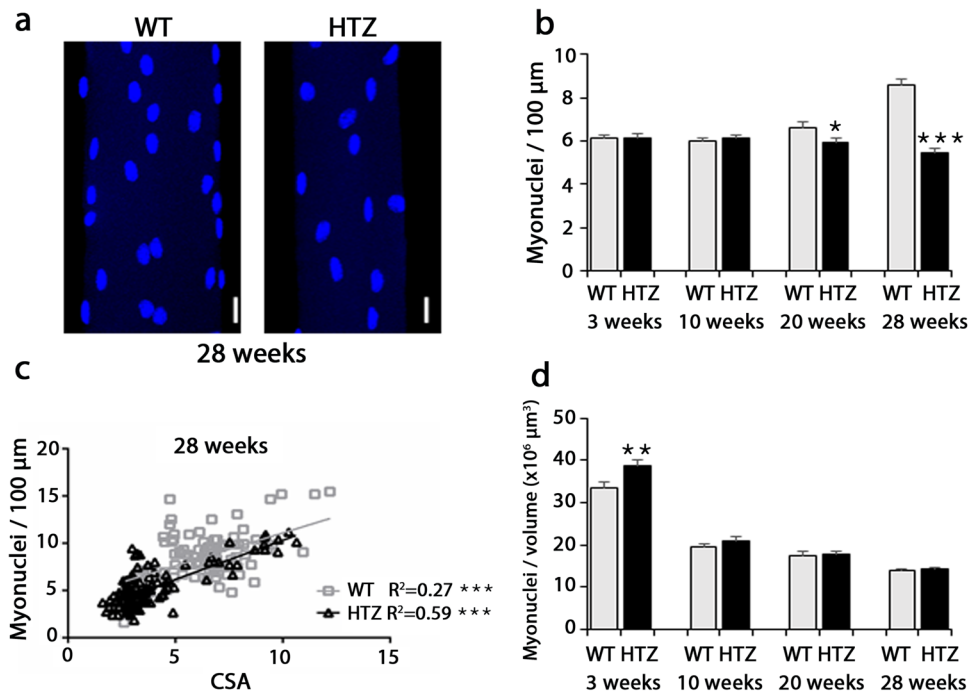 a
WT
HTZ
28 weeks
b
Myonuclei / 100 µm
10
8
6
4
2
0
*
***
WT HTZ WT HTZ WT HTZ WT HTZ
3 weeks 10 weeks 20 weeks 28 weeks
c
28 weeks
Myonuclei / 100 µm
20
15
10
5
0
WT R²=0.27 ***
HTZ R²=0.59 ***
0 5 10 15
CSA
d
Myonuclei / volume (x10⁶ µm³)
50
40
30
20
10
0
**
WT HTZ WT HTZ WT HTZ WT HTZ
3 weeks 10 weeks 20 weeks 28 weeks